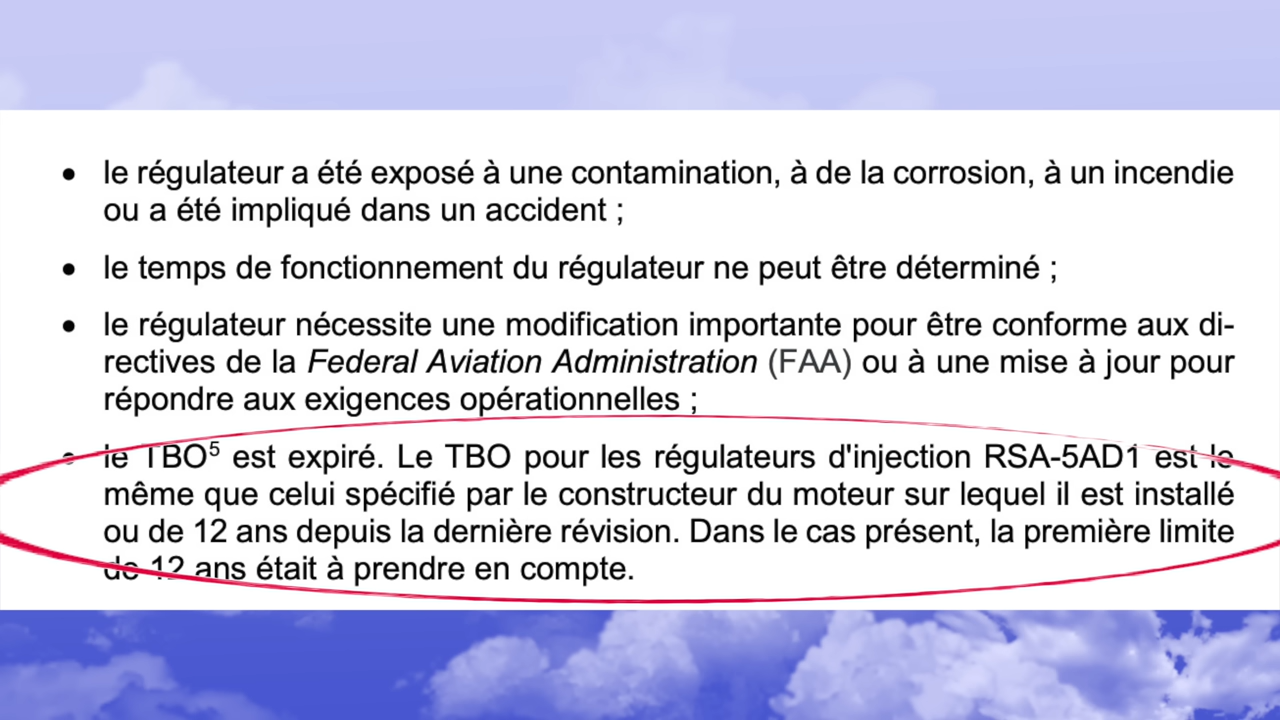 • le régulateur a été exposé à une contamination, à de la corrosion, à un incendie
ou a été impliqué dans un accident ;
• le temps de fonctionnement du régulateur ne peut être déterminé ;
• le régulateur nécessite une modification importante pour être conforme aux di-
rectives de la Federal Aviation Administration (FAA) ou à une mise à jour pour
répondre aux exigences opérationnelles ;
• le TBO⁵ est expiré. Le TBO pour les régulateurs d'injection RSA-5AD1 est le
même que celui spécifié par le constructeur du moteur sur lequel il est installé
ou de 12 ans depuis la dernière révision. Dans le cas présent, la première limite
de 12 ans était à prendre en compte.